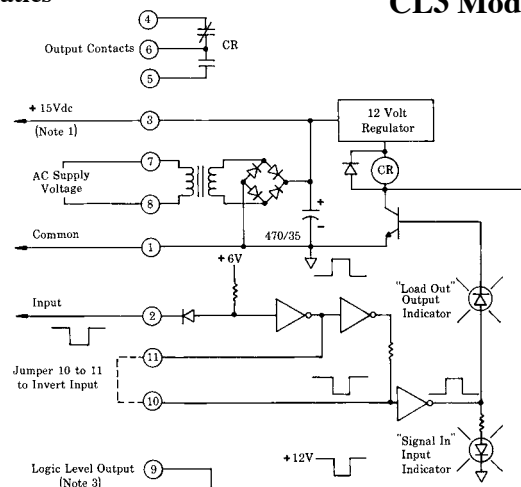 atics
CL5 Mod
4
Output Contacts
6
CR
5
+ 15Vdc
(Note 1)
3
12 Volt
Regulator
AC Supply
Voltage
7
8
CR
+
−
Common
1
470/35
+ 6V
"Load Out"
Output
Indicator
Input
2
11
Jumper 10 to 11
to Invert Input
10
"Signal In"
Input
Indicator
+12V
Logic Level Output
(Note 3)
9